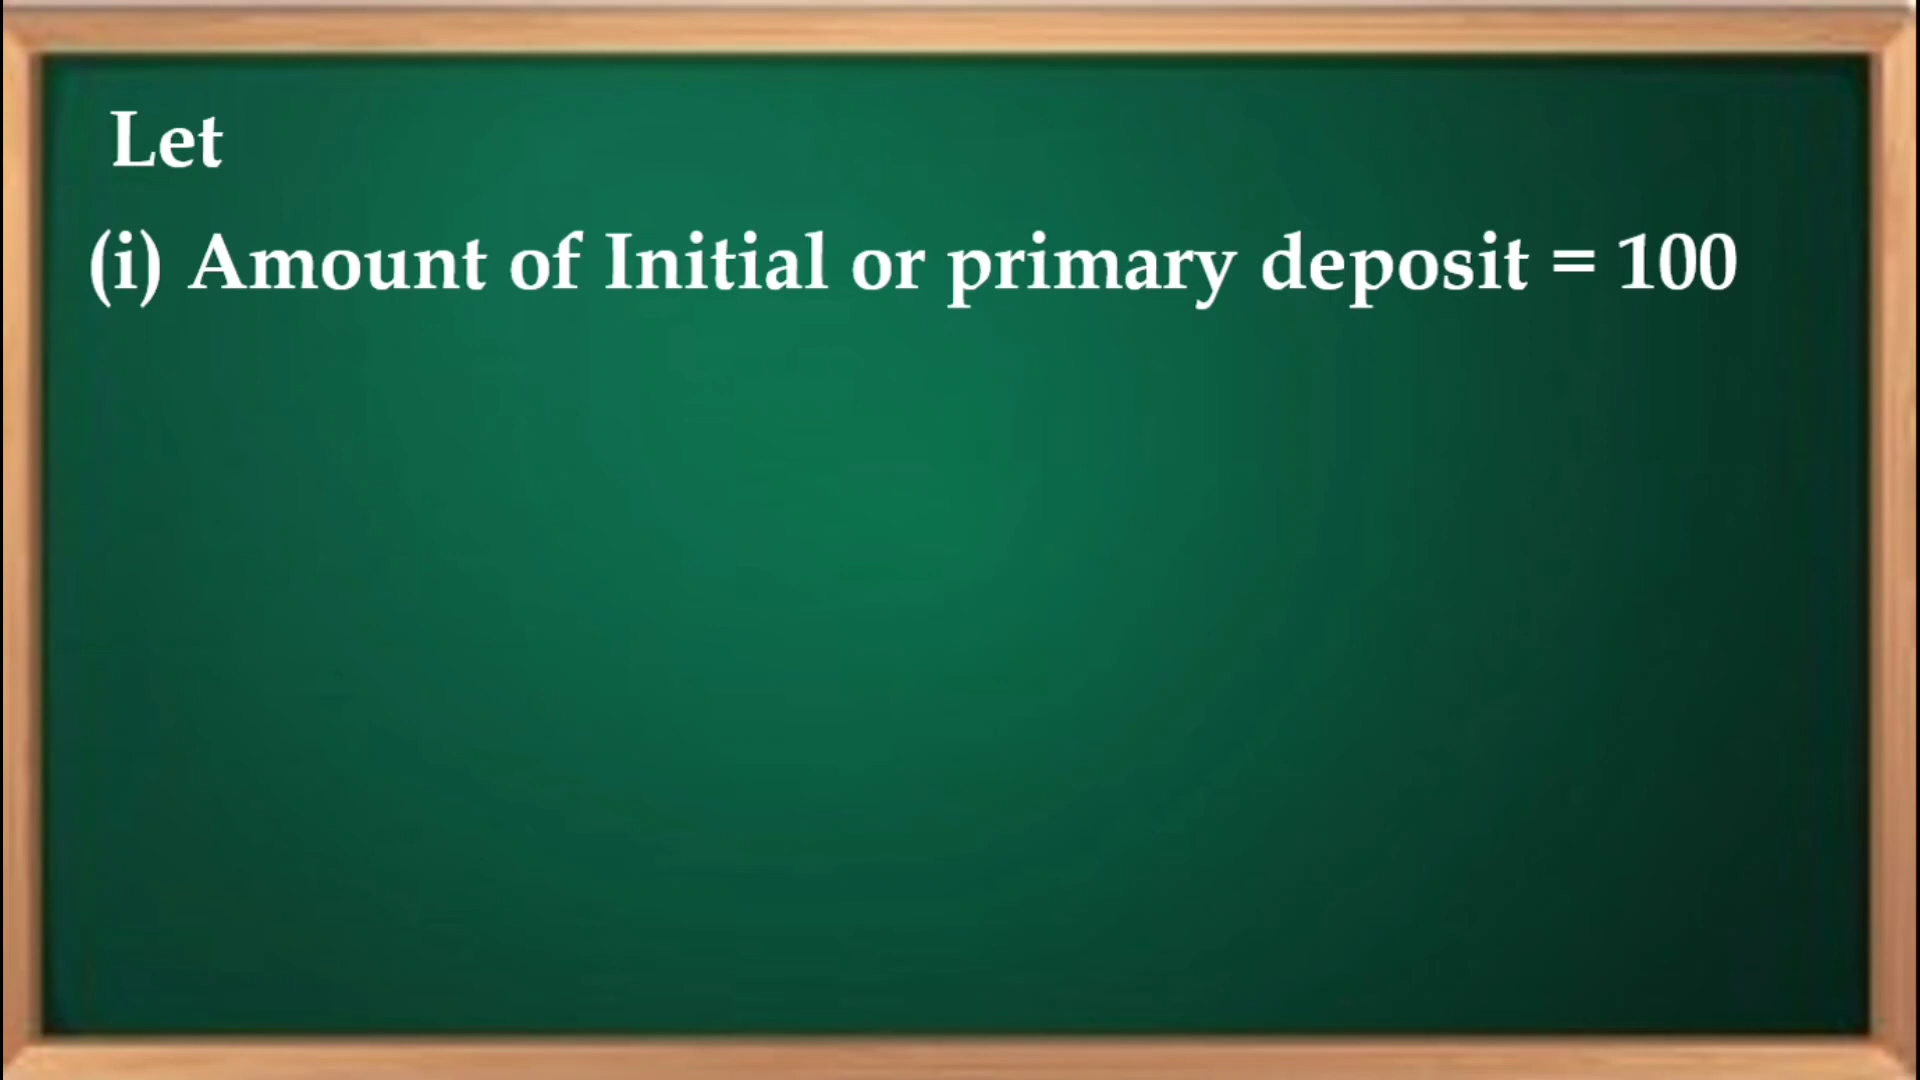 Let
(i) Amount of Initial or primary deposit = 100